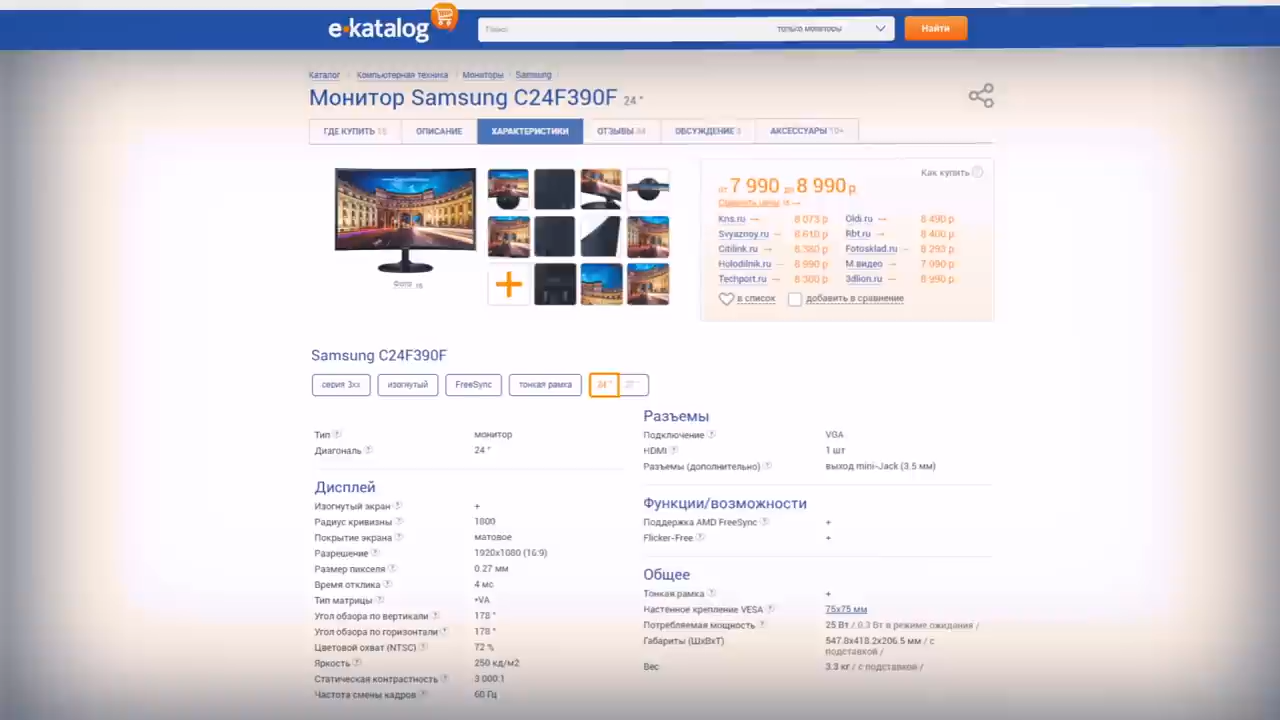 e·katalog
Поиск
только мониторы
Найти
Каталог
Компьютерная техника
Мониторы
Samsung
Монитор Samsung C24F390F 24 "
ГДЕ КУПИТЬ
ОПИСАНИЕ
ХАРАКТЕРИСТИКИ
ОТЗЫВЫ
ОБСУЖДЕНИЕ
АКСЕССУАРЫ 10+
Фото
Как купить
от 7 990 до 8 990 р.
Сравнить цены
Kns.ru → 8 073 р.
Oldi.ru → 8 490 р.
Svyaznoy.ru → 8 610 р.
Rbt.ru → 8 400 р.
Citilink.ru → 8 380 р.
Fotosklad.ru → 8 293 р.
Holodilnik.ru → 8 990 р.
М.видео → 7 990 р.
Techport.ru → 8 300 р.
3dlion.ru → 8 990 р.
в список
добавить в сравнение
Samsung C24F390F
серия 3xx
изогнутый
FreeSync
тонкая рамка
24 "
Тип монитор
Диагональ 24 "
Дисплей
Изогнутый экран +
Радиус кривизны 1800
Покрытие экрана матовое
Разрешение 1920x1080 (16:9)
Размер пикселя 0.27 мм
Время отклика 4 мс
Тип матрицы *VA
Угол обзора по вертикали 178 °
Угол обзора по горизонтали 178 °
Цветовой охват (NTSC) 72 %
Яркость 250 кд/м2
Статическая контрастность 3 000:1
Частота смены кадров 60 Гц
Разъемы
Подключение VGA
HDMI 1 шт
Разъемы (дополнительно) выход mini-Jack (3.5 мм)
Функции/возможности
Поддержка AMD FreeSync +
Flicker-Free +
Общее
Тонкая рамка +
Настенное крепление VESA 75x75 мм
Потребляемая мощность 25 Вт / 0.3 Вт в режиме ожидания /
Габариты (ШхВхТ) 547.8x418.2x206.5 мм / с
подставкой /
Вес 3.3 кг / с подставкой /